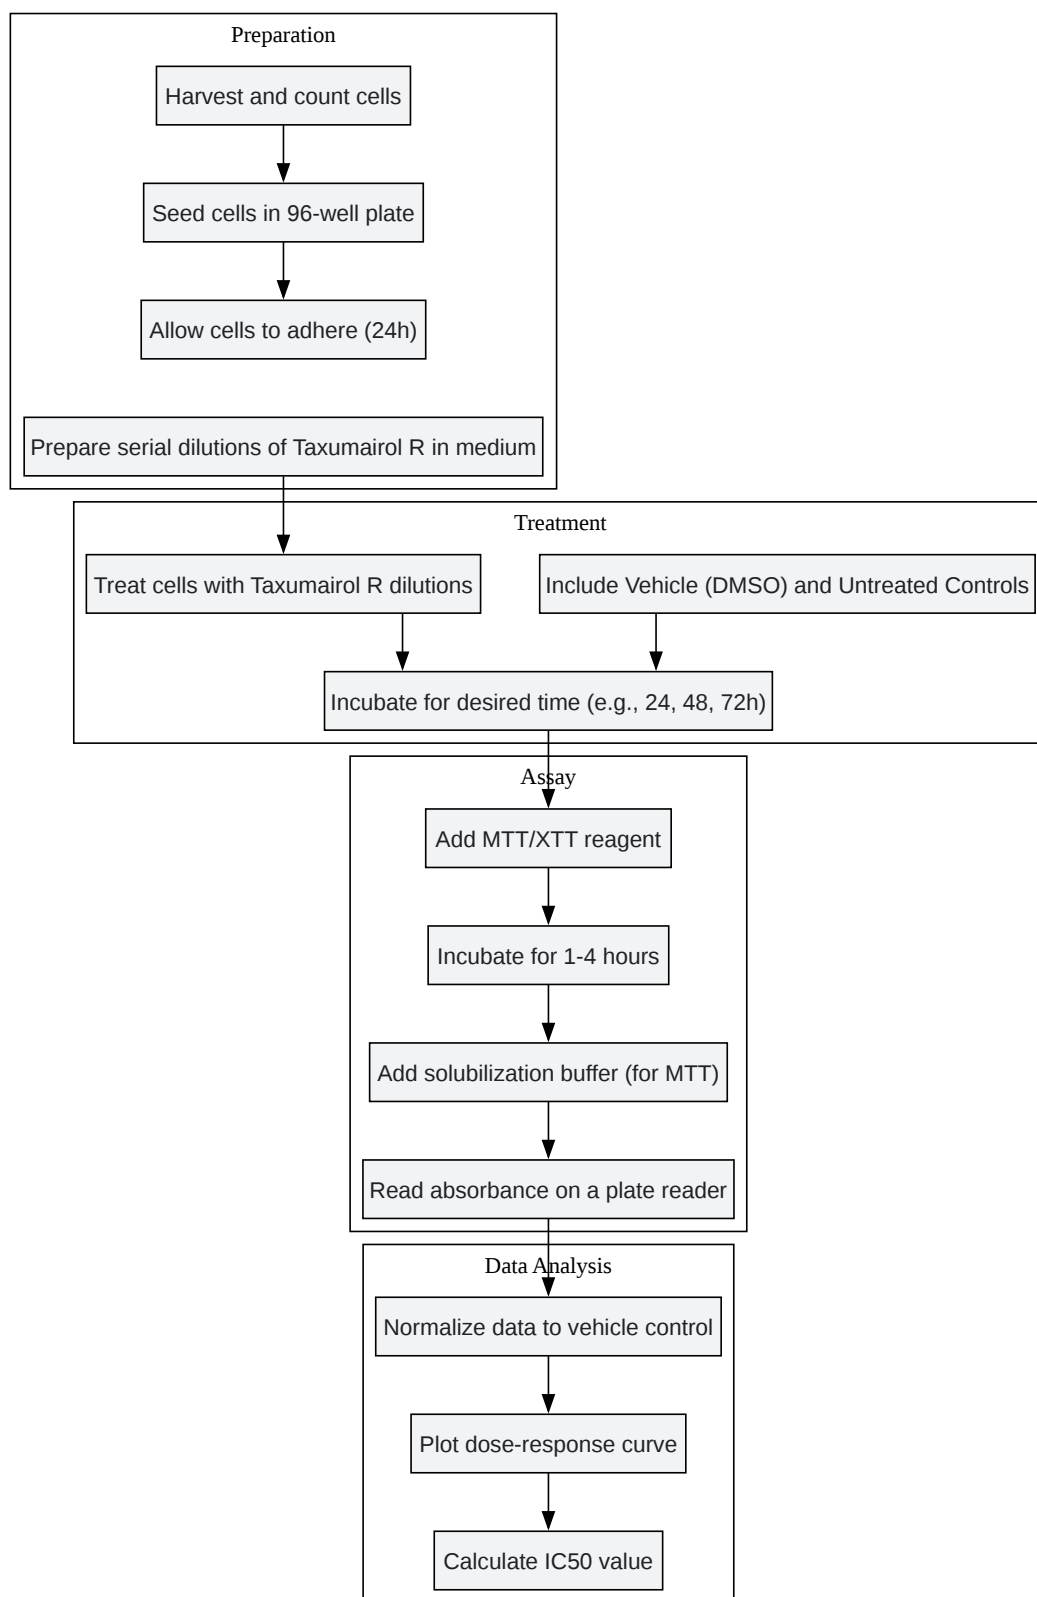 Preparation
Harvest and count cells
Seed cells in 96-well plate
Allow cells to adhere (24h)
Prepare serial dilutions of Taxumairol R in medium
Treatment
Treat cells with Taxumairol R dilutions
Include Vehicle (DMSO) and Untreated Controls
Incubate for desired time (e.g., 24, 48, 72h)
Assay
Add MTT/XTT reagent
Incubate for 1-4 hours
Add solubilization buffer (for MTT)
Read absorbance on a plate reader
Data Analysis
Normalize data to vehicle control
Plot dose-response curve
Calculate IC50 value